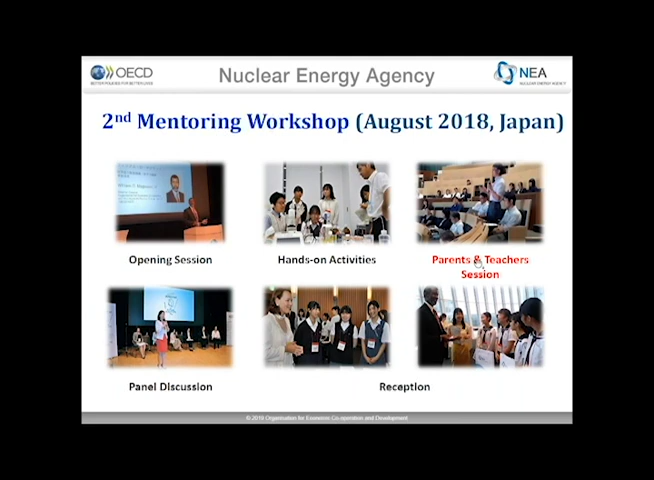 OECD
BETTER POLICIES FOR BETTER LIVES
Nuclear Energy Agency
NEA
NUCLEAR ENERGY AGENCY
2nd Mentoring Workshop (August 2018, Japan)
Opening Session
Hands-on Activities
Parents & Teachers
Session
Panel Discussion
Reception
© 2019 Organisation for Economic Co-operation and Development